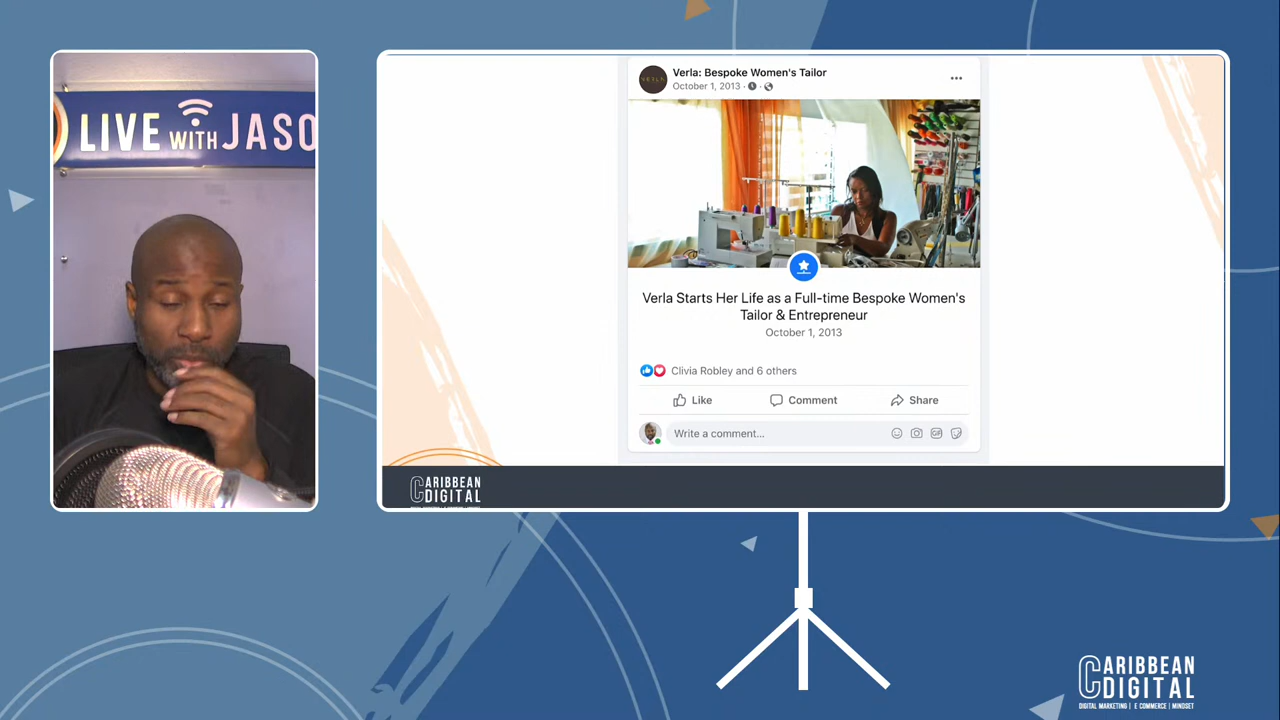 LIVE WITH JASO
VERLA
Verla: Bespoke Women's Tailor
October 1, 2013
Verla Starts Her Life as a Full-time Bespoke Women's
Tailor & Entrepreneur
October 1, 2013
Clivia Robley and 6 others
Like
Comment
Share
Write a comment...
GIF
CARIBBEAN
DIGITAL
CARIBBEAN
DIGITAL
DIGITAL MARKETING | E COMMERCE | MINDSET